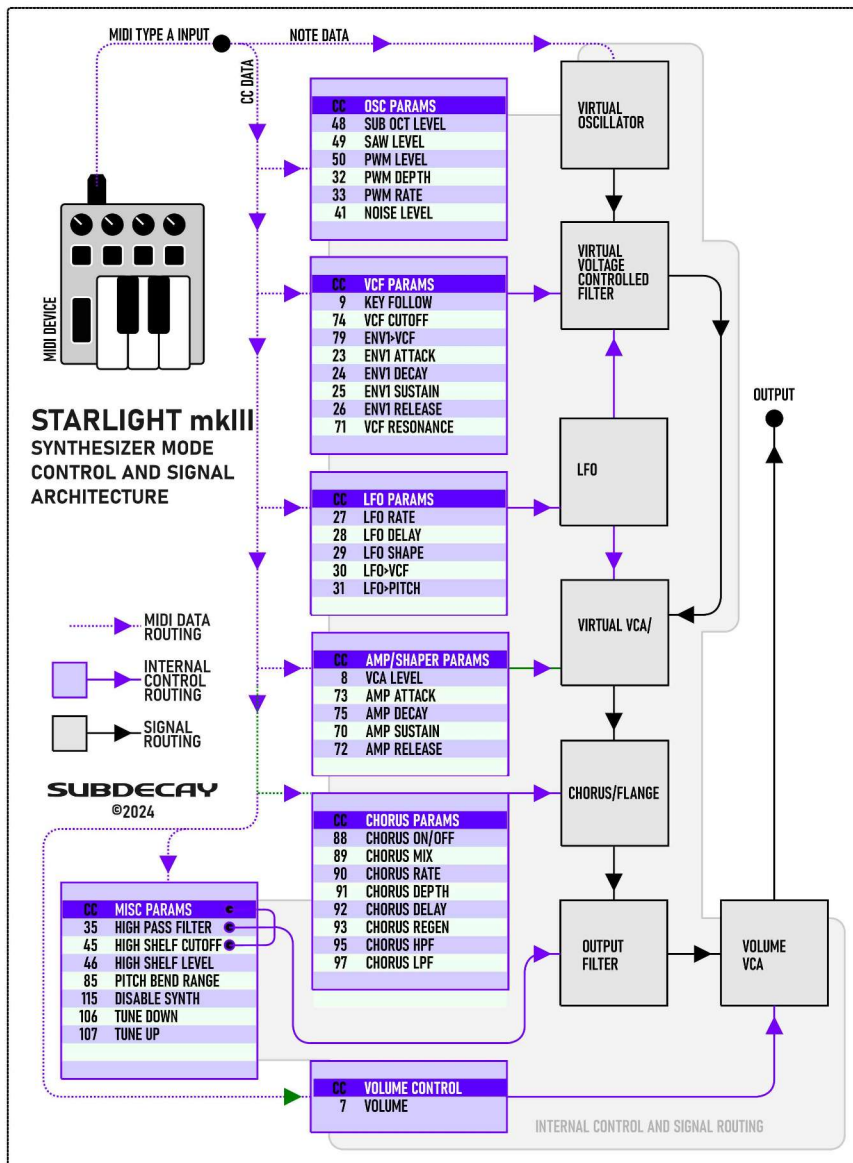 MIDI TYPE A INPUT
NOTE DATA
CC DATA
MIDI DEVICE
STARLIGHT mkIII
SYNTHESIZER MODE
CONTROL AND SIGNAL
ARCHITECTURE
MIDI DATA
ROUTING
INTERNAL
CONTROL
ROUTING
SIGNAL
ROUTING
SUBDECAY
©2024
CC OSC PARAMS
48 SUB OCT LEVEL
49 SAW LEVEL
50 PWM LEVEL
32 PWM DEPTH
33 PWM RATE
41 NOISE LEVEL
CC VCF PARAMS
9 KEY FOLLOW
74 VCF CUTOFF
79 ENV1>VCF
23 ENV1 ATTACK
24 ENV1 DECAY
25 ENV1 SUSTAIN
26 ENV1 RELEASE
71 VCF RESONANCE
CC LFO PARAMS
27 LFO RATE
28 LFO DELAY
29 LFO SHAPE
30 LFO>VCF
31 LFO>PITCH
CC AMP/SHAPER PARAMS
8 VCA LEVEL
73 AMP ATTACK
75 AMP DECAY
70 AMP SUSTAIN
72 AMP RELEASE
CC CHORUS PARAMS
88 CHORUS ON/OFF
89 CHORUS MIX
90 CHORUS RATE
91 CHORUS DEPTH
92 CHORUS DELAY
93 CHORUS REGEN
95 CHORUS HPF
97 CHORUS LPF
CC MISC PARAMS
35 HIGH PASS FILTER
45 HIGH SHELF CUTOFF
46 HIGH SHELF LEVEL
85 PITCH BEND RANGE
115 DISABLE SYNTH
106 TUNE DOWN
107 TUNE UP
CC VOLUME CONTROL
7 VOLUME
VIRTUAL
OSCILLATOR
VIRTUAL
VOLTAGE
CONTROLLED
FILTER
LFO
VIRTUAL VCA/
CHORUS/FLANGE
OUTPUT
FILTER
VOLUME
VCA
OUTPUT
INTERNAL CONTROL AND SIGNAL ROUTING